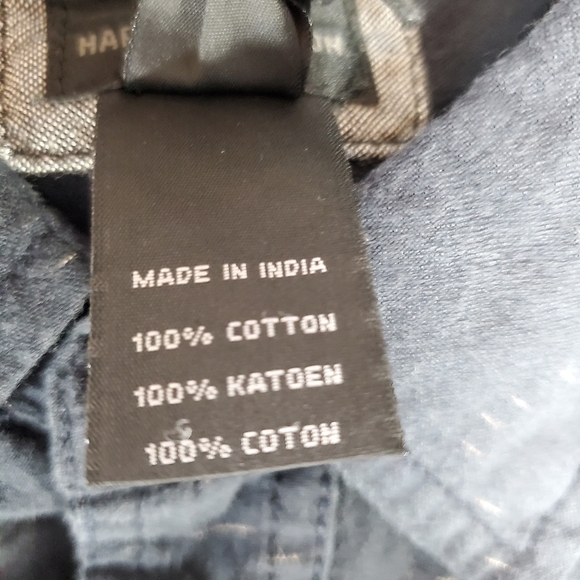 MADE IN INDIA
100% COTTON
100% KATOEN
100% COTON